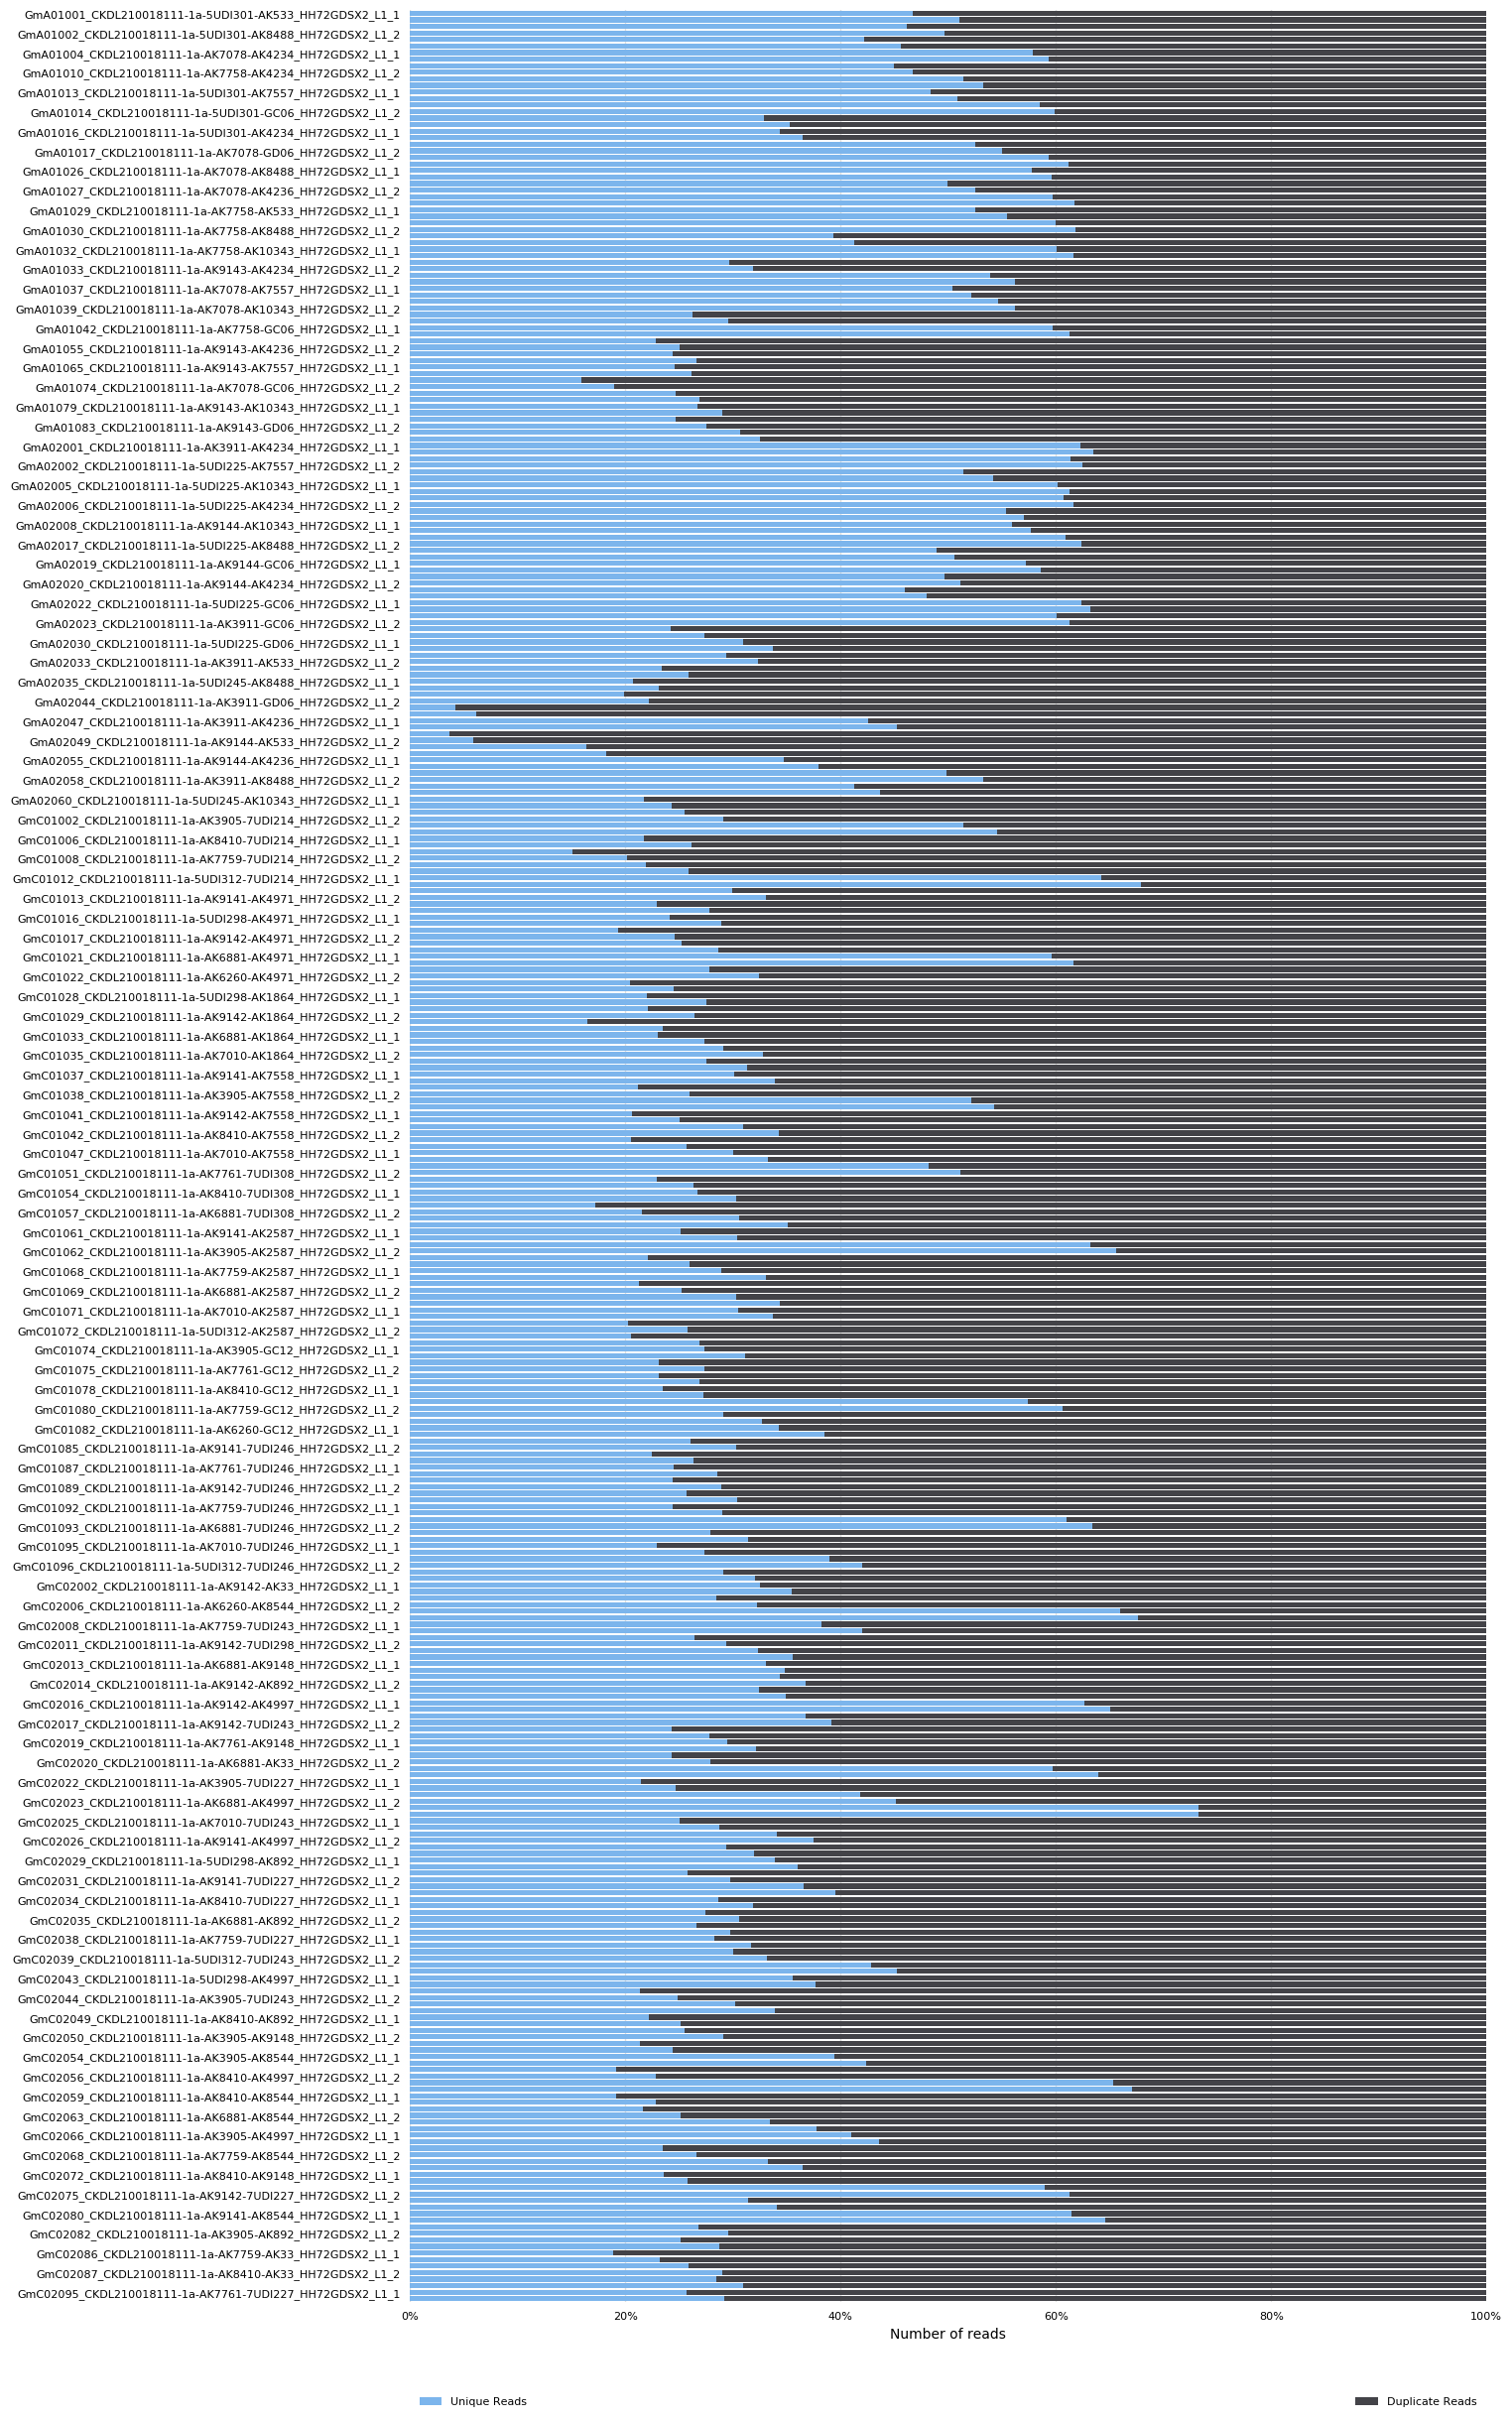 GmA01001_CKDL210018111-1a-5UDI301-AK533_HH72GDSX2_L1_1
GmA01002_CKDL210018111-1a-5UDI301-AK8488_HH72GDSX2_L1_2
GmA01004_CKDL210018111-1a-AK7078-AK4234_HH72GDSX2_L1_1
GmA01010_CKDL210018111-1a-AK7758-AK4234_HH72GDSX2_L1_2
GmA01013_CKDL210018111-1a-5UDI301-AK7557_HH72GDSX2_L1_1
GmA01014_CKDL210018111-1a-5UDI301-GC06_HH72GDSX2_L1_2
GmA01016_CKDL210018111-1a-5UDI301-AK4234_HH72GDSX2_L1_1
GmA01017_CKDL210018111-1a-AK7078-GD06_HH72GDSX2_L1_2
GmA01026_CKDL210018111-1a-AK7078-AK8488_HH72GDSX2_L1_1
GmA01027_CKDL210018111-1a-AK7078-AK4236_HH72GDSX2_L1_2
GmA01029_CKDL210018111-1a-AK7758-AK533_HH72GDSX2_L1_1
GmA01030_CKDL210018111-1a-AK7758-AK8488_HH72GDSX2_L1_2
GmA01032_CKDL210018111-1a-AK7758-AK10343_HH72GDSX2_L1_1
GmA01033_CKDL210018111-1a-AK9143-AK4234_HH72GDSX2_L1_2
GmA01037_CKDL210018111-1a-AK7078-AK7557_HH72GDSX2_L1_1
GmA01039_CKDL210018111-1a-AK7078-AK10343_HH72GDSX2_L1_2
GmA01042_CKDL210018111-1a-AK7758-GC06_HH72GDSX2_L1_1
GmA01055_CKDL210018111-1a-AK9143-AK4236_HH72GDSX2_L1_2
GmA01065_CKDL210018111-1a-AK9143-AK7557_HH72GDSX2_L1_1
GmA01074_CKDL210018111-1a-AK7078-GC06_HH72GDSX2_L1_2
GmA01079_CKDL210018111-1a-AK9143-AK10343_HH72GDSX2_L1_1
GmA01083_CKDL210018111-1a-AK9143-GD06_HH72GDSX2_L1_2
GmA02001_CKDL210018111-1a-AK3911-AK4234_HH72GDSX2_L1_1
GmA02002_CKDL210018111-1a-5UDI225-AK7557_HH72GDSX2_L1_2
GmA02005_CKDL210018111-1a-5UDI225-AK10343_HH72GDSX2_L1_1
GmA02006_CKDL210018111-1a-5UDI225-AK4234_HH72GDSX2_L1_2
GmA02008_CKDL210018111-1a-AK9144-AK10343_HH72GDSX2_L1_1
GmA02017_CKDL210018111-1a-5UDI225-AK8488_HH72GDSX2_L1_2
GmA02019_CKDL210018111-1a-AK9144-GC06_HH72GDSX2_L1_1
GmA02020_CKDL210018111-1a-AK9144-AK4234_HH72GDSX2_L1_2
GmA02022_CKDL210018111-1a-5UDI225-GC06_HH72GDSX2_L1_1
GmA02023_CKDL210018111-1a-AK3911-GC06_HH72GDSX2_L1_2
GmA02030_CKDL210018111-1a-5UDI225-GD06_HH72GDSX2_L1_1
GmA02033_CKDL210018111-1a-AK3911-AK533_HH72GDSX2_L1_2
GmA02035_CKDL210018111-1a-5UDI245-AK8488_HH72GDSX2_L1_1
GmA02044_CKDL210018111-1a-AK3911-GD06_HH72GDSX2_L1_2
GmA02047_CKDL210018111-1a-AK3911-AK4236_HH72GDSX2_L1_1
GmA02049_CKDL210018111-1a-AK9144-AK533_HH72GDSX2_L1_2
GmA02055_CKDL210018111-1a-AK9144-AK4236_HH72GDSX2_L1_1
GmA02058_CKDL210018111-1a-AK3911-AK8488_HH72GDSX2_L1_2
GmA02060_CKDL210018111-1a-5UDI245-AK10343_HH72GDSX2_L1_1
GmC01002_CKDL210018111-1a-AK3905-7UDI214_HH72GDSX2_L1_2
GmC01006_CKDL210018111-1a-AK8410-7UDI214_HH72GDSX2_L1_1
GmC01008_CKDL210018111-1a-AK7759-7UDI214_HH72GDSX2_L1_2
GmC01012_CKDL210018111-1a-5UDI312-7UDI214_HH72GDSX2_L1_1
GmC01013_CKDL210018111-1a-AK9141-AK4971_HH72GDSX2_L1_2
GmC01016_CKDL210018111-1a-5UDI298-AK4971_HH72GDSX2_L1_1
GmC01017_CKDL210018111-1a-AK9142-AK4971_HH72GDSX2_L1_2
GmC01021_CKDL210018111-1a-AK6881-AK4971_HH72GDSX2_L1_1
GmC01022_CKDL210018111-1a-AK6260-AK4971_HH72GDSX2_L1_2
GmC01028_CKDL210018111-1a-5UDI298-AK1864_HH72GDSX2_L1_1
GmC01029_CKDL210018111-1a-AK9142-AK1864_HH72GDSX2_L1_2
GmC01033_CKDL210018111-1a-AK6881-AK1864_HH72GDSX2_L1_1
GmC01035_CKDL210018111-1a-AK7010-AK1864_HH72GDSX2_L1_2
GmC01037_CKDL210018111-1a-AK9141-AK7558_HH72GDSX2_L1_1
GmC01038_CKDL210018111-1a-AK3905-AK7558_HH72GDSX2_L1_2
GmC01041_CKDL210018111-1a-AK9142-AK7558_HH72GDSX2_L1_1
GmC01042_CKDL210018111-1a-AK8410-AK7558_HH72GDSX2_L1_2
GmC01047_CKDL210018111-1a-AK7010-AK7558_HH72GDSX2_L1_1
GmC01051_CKDL210018111-1a-AK7761-7UDI308_HH72GDSX2_L1_2
GmC01054_CKDL210018111-1a-AK8410-7UDI308_HH72GDSX2_L1_1
GmC01057_CKDL210018111-1a-AK6881-7UDI308_HH72GDSX2_L1_2
GmC01061_CKDL210018111-1a-AK9141-AK2587_HH72GDSX2_L1_1
GmC01062_CKDL210018111-1a-AK3905-AK2587_HH72GDSX2_L1_2
GmC01068_CKDL210018111-1a-AK7759-AK2587_HH72GDSX2_L1_1
GmC01069_CKDL210018111-1a-AK6881-AK2587_HH72GDSX2_L1_2
GmC01071_CKDL210018111-1a-AK7010-AK2587_HH72GDSX2_L1_1
GmC01072_CKDL210018111-1a-5UDI312-AK2587_HH72GDSX2_L1_2
GmC01074_CKDL210018111-1a-AK3905-GC12_HH72GDSX2_L1_1
GmC01075_CKDL210018111-1a-AK7761-GC12_HH72GDSX2_L1_2
GmC01078_CKDL210018111-1a-AK8410-GC12_HH72GDSX2_L1_1
GmC01080_CKDL210018111-1a-AK7759-GC12_HH72GDSX2_L1_2
GmC01082_CKDL210018111-1a-AK6260-GC12_HH72GDSX2_L1_1
GmC01085_CKDL210018111-1a-AK9141-7UDI246_HH72GDSX2_L1_2
GmC01087_CKDL210018111-1a-AK7761-7UDI246_HH72GDSX2_L1_1
GmC01089_CKDL210018111-1a-AK9142-7UDI246_HH72GDSX2_L1_2
GmC01092_CKDL210018111-1a-AK7759-7UDI246_HH72GDSX2_L1_1
GmC01093_CKDL210018111-1a-AK6881-7UDI246_HH72GDSX2_L1_2
GmC01095_CKDL210018111-1a-AK7010-7UDI246_HH72GDSX2_L1_1
GmC01096_CKDL210018111-1a-5UDI312-7UDI246_HH72GDSX2_L1_2
GmC02002_CKDL210018111-1a-AK9142-AK33_HH72GDSX2_L1_1
GmC02006_CKDL210018111-1a-AK6260-AK8544_HH72GDSX2_L1_2
GmC02008_CKDL210018111-1a-AK7759-7UDI243_HH72GDSX2_L1_1
GmC02011_CKDL210018111-1a-AK9142-7UDI298_HH72GDSX2_L1_2
GmC02013_CKDL210018111-1a-AK6881-AK9148_HH72GDSX2_L1_1
GmC02014_CKDL210018111-1a-AK9142-AK892_HH72GDSX2_L1_2
GmC02016_CKDL210018111-1a-AK9142-AK4997_HH72GDSX2_L1_1
GmC02017_CKDL210018111-1a-AK9142-7UDI243_HH72GDSX2_L1_2
GmC02019_CKDL210018111-1a-AK7761-AK9148_HH72GDSX2_L1_1
GmC02020_CKDL210018111-1a-AK6881-AK33_HH72GDSX2_L1_2
GmC02022_CKDL210018111-1a-AK3905-7UDI227_HH72GDSX2_L1_1
GmC02023_CKDL210018111-1a-AK6881-AK4997_HH72GDSX2_L1_2
GmC02025_CKDL210018111-1a-AK7010-7UDI243_HH72GDSX2_L1_1
GmC02026_CKDL210018111-1a-AK9141-AK4997_HH72GDSX2_L1_2
GmC02029_CKDL210018111-1a-5UDI298-AK892_HH72GDSX2_L1_1
GmC02031_CKDL210018111-1a-AK9141-7UDI227_HH72GDSX2_L1_2
GmC02034_CKDL210018111-1a-AK8410-7UDI227_HH72GDSX2_L1_1
GmC02035_CKDL210018111-1a-AK6881-AK892_HH72GDSX2_L1_2
GmC02038_CKDL210018111-1a-AK7759-7UDI227_HH72GDSX2_L1_1
GmC02039_CKDL210018111-1a-5UDI312-7UDI243_HH72GDSX2_L1_2
GmC02043_CKDL210018111-1a-5UDI298-AK4997_HH72GDSX2_L1_1
GmC02044_CKDL210018111-1a-AK3905-7UDI243_HH72GDSX2_L1_2
GmC02049_CKDL210018111-1a-AK8410-AK892_HH72GDSX2_L1_1
GmC02050_CKDL210018111-1a-AK3905-AK9148_HH72GDSX2_L1_2
GmC02054_CKDL210018111-1a-AK3905-AK8544_HH72GDSX2_L1_1
GmC02056_CKDL210018111-1a-AK8410-AK4997_HH72GDSX2_L1_2
GmC02059_CKDL210018111-1a-AK8410-AK8544_HH72GDSX2_L1_1
GmC02063_CKDL210018111-1a-AK6881-AK8544_HH72GDSX2_L1_2
GmC02066_CKDL210018111-1a-AK3905-AK4997_HH72GDSX2_L1_1
GmC02068_CKDL210018111-1a-AK7759-AK8544_HH72GDSX2_L1_2
GmC02072_CKDL210018111-1a-AK8410-AK9148_HH72GDSX2_L1_1
GmC02075_CKDL210018111-1a-AK9142-7UDI227_HH72GDSX2_L1_2
GmC02080_CKDL210018111-1a-AK9141-AK8544_HH72GDSX2_L1_1
GmC02082_CKDL210018111-1a-AK3905-AK892_HH72GDSX2_L1_2
GmC02086_CKDL210018111-1a-AK7759-AK33_HH72GDSX2_L1_1
GmC02087_CKDL210018111-1a-AK8410-AK33_HH72GDSX2_L1_2
GmC02095_CKDL210018111-1a-AK7761-7UDI227_HH72GDSX2_L1_1
0% 20% 40% 60% 80% 100%
Number of reads
Unique Reads Duplicate Reads